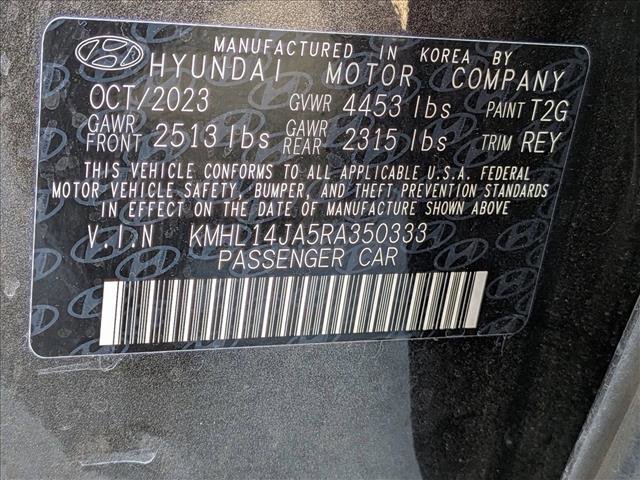 MANUFACTURED IN KOREA BY
HYUNDAI MOTOR COMPANY
OCT/2023 GVWR 4453 lbs PAINT T2G
GAWR FRONT 2513 lbs GAWR REAR 2315 lbs TRIM REY
THIS VEHICLE CONFORMS TO ALL APPLICABLE U.S.A. FEDERAL
MOTOR VEHICLE SAFETY, BUMPER, AND THEFT PREVENTION STANDARDS
IN EFFECT ON THE DATE OF MANUFACTURE SHOWN ABOVE
V.I.N KMHL14JA5RA350333
PASSENGER CAR